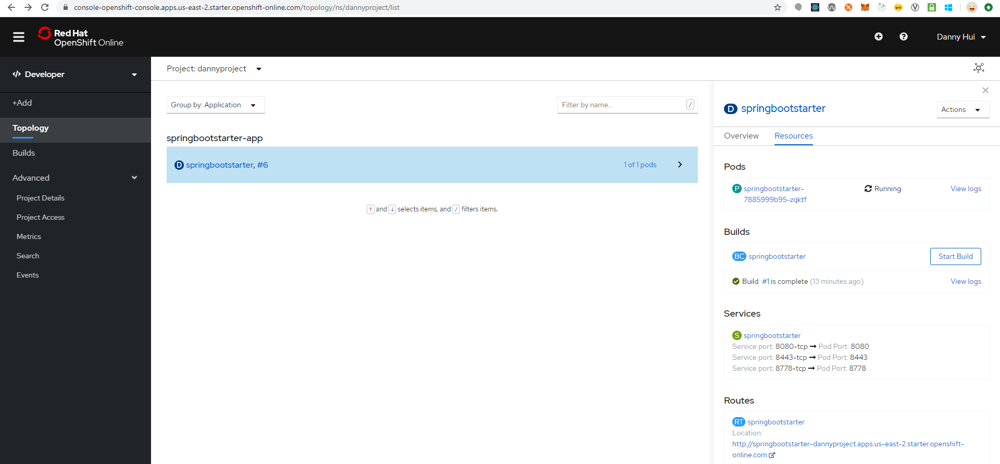 console-openshift-console.apps.us-east-2.starter.openshift-online.com/topology/ns/dannyproject/list
Red Hat
OpenShift Online
Danny Hui
Developer
Project: dannyproject
+Add
Topology
Builds
Advanced
Project Details
Project Access
Metrics
Search
Events
Group by: Application
Filter by name...
/
springbootstarter-app
D springbootstarter, #6
1 of 1 pods
↑ and ↓ selects items, and / filters items.
D springbootstarter
Actions
Overview
Resources
Pods
P springbootstarter-
7885999b95-zqktf
Running
View logs
Builds
BC springbootstarter
Start Build
Build #1 is complete (13 minutes ago)
View logs
Services
S springbootstarter
Service port: 8080-tcp → Pod Port: 8080
Service port: 8443-tcp → Pod Port: 8443
Service port: 8778-tcp → Pod Port: 8778
Routes
RT springbootstarter
Location:
http://springbootstarter-dannyproject.apps.us-east-2.starter.openshift-
online.com